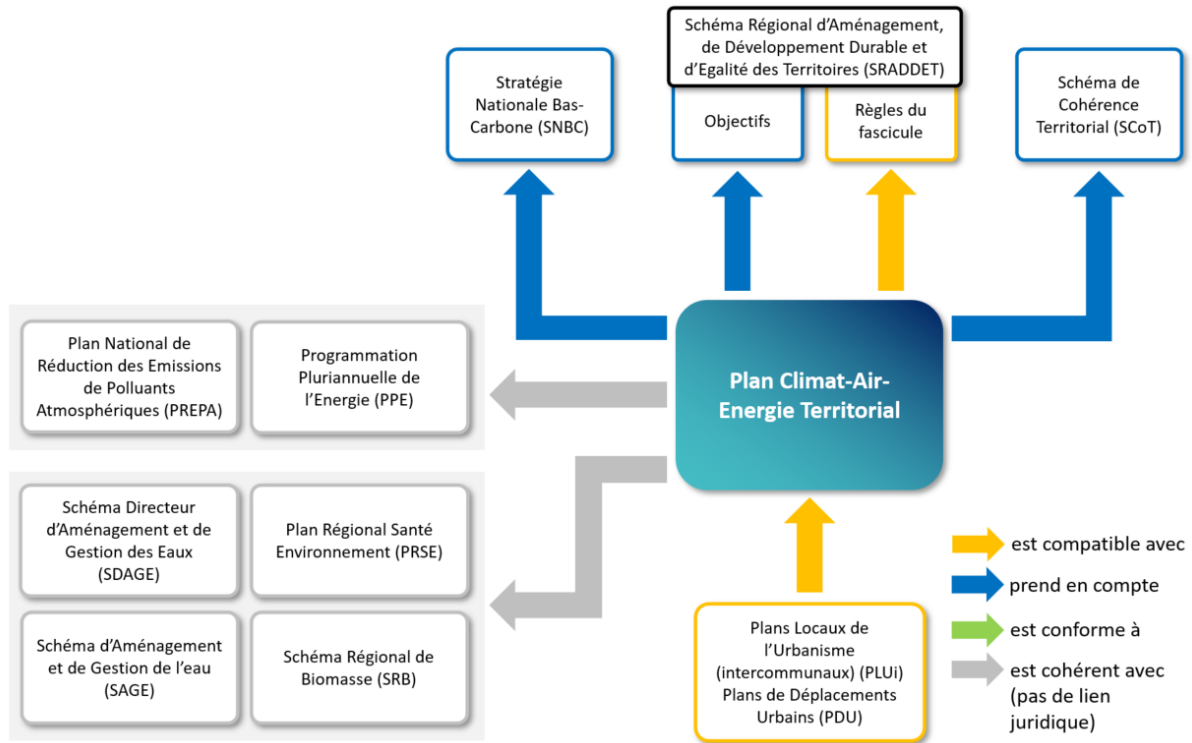 Schéma Régional d'Aménagement,
de Développement Durable et
d'Egalité des Territoires (SRADDET)
Stratégie
Nationale Bas-
Carbone (SNBC)
Objectifs
Règles du
fascicule
Schéma de
Cohérence
Territorial (SCoT)
Plan National de
Réduction des Emissions
de Polluants
Atmosphériques (PREPA)
Programmation
Pluriannuelle de
l'Energie (PPE)
Plan Climat-Air-
Energie Territorial
Schéma Directeur
d'Aménagement et de
Gestion des Eaux
(SDAGE)
Plan Régional Santé
Environnement (PRSE)
Schéma d'Aménagement
et de Gestion de l'eau
(SAGE)
Schéma Régional de
Biomasse (SRB)
Plans Locaux de
l'Urbanisme
(intercommunaux) (PLUi)
Plans de Déplacements
Urbains (PDU)
est compatible avec
prend en compte
est conforme à
est cohérent avec
(pas de lien
juridique)